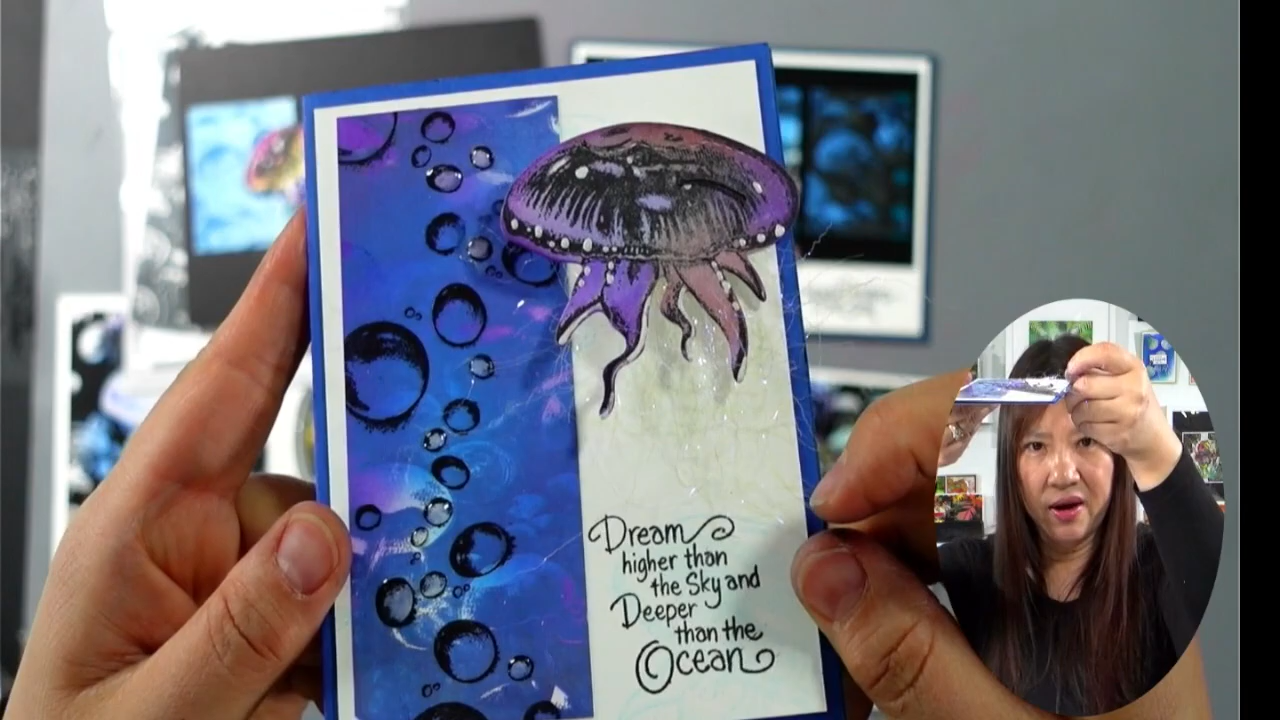 Dream
higher than
the Sky and
Deeper
than the
Ocean